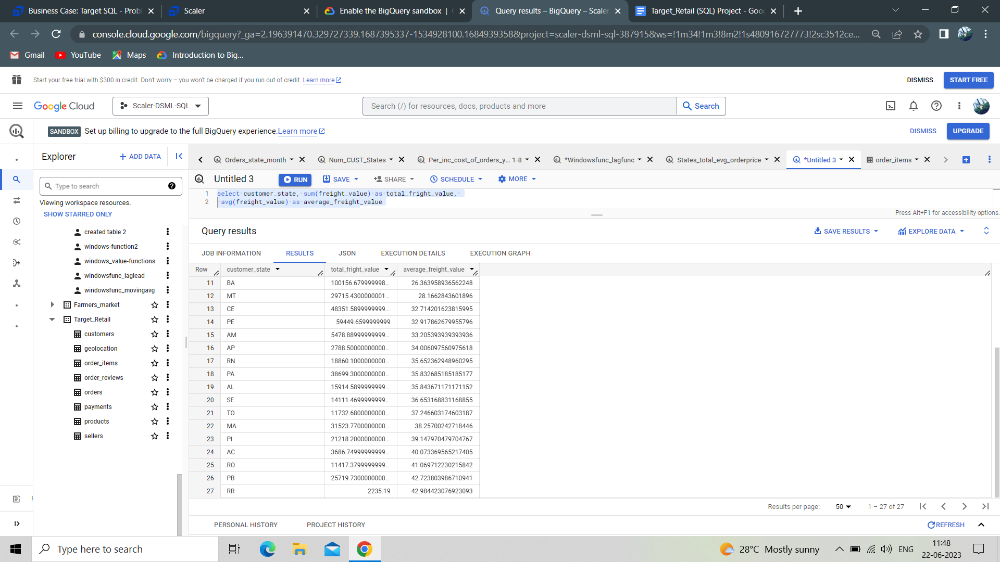 Business Case: Target SQL - Probl
Scaler
Enable the BigQuery sandbox |
Query results – BigQuery – Scaler
Target_Retail (SQL) Project - Goog
console.cloud.google.com/bigquery?_ga=2.196391470.329727339.1687395337-1534928100.1684939358&project=scaler-dsml-sql-387915&ws=!1m34!1m3!8m2!1s480916727773!2sc3512ce...
Gmail YouTube Maps Introduction to Big...
Start your free trial with $300 in credit. Don't worry – you won't be charged if you run out of credit. Learn more
DISMISS START FREE
Google Cloud Scaler-DSML-SQL Search (/) for resources, docs, products and more Search
SANDBOX Set up billing to upgrade to the full BigQuery experience.Learn more
DISMISS UPGRADE
Explorer + ADD DATA
Orders_state_month Num_CUST_States Per_inc_cost_of_orders_y... 1-8 *Windowsfunc_lagfunc States_total_evg_orderprice *Untitled 3 order_items
Untitled 3 RUN SAVE SHARE SCHEDULE MORE
Type to search
Viewing workspace resources.
SHOW STARRED ONLY
1 select customer_state, sum(freight_value) as total_fright_value,
2 avg(freight_value) as average_freight_value
Press Alt+F1 for accessibility options.
created table 2
windows-function2
windows_value-functions
windowsfunc_laglead
windowsfunc_movingavg
Farmers_market
Target_Retail
customers
geolocation
order_items
order_reviews
orders
payments
products
sellers
Query results
SAVE RESULTS EXPLORE DATA
JOB INFORMATION RESULTS JSON EXECUTION DETAILS EXECUTION GRAPH
Row customer_state total_fright_value average_freight_value
11 BA 100156.679999998... 26.363958936562248
12 MT 29715.4300000001... 28.1662843601896
13 CE 48351.5899999999... 32.714201623815995
14 PE 59449.6599999999 32.917862679955796
15 AM 5478.88999999999... 33.205393939393936
16 AP 2788.50000000000... 34.006097560975618
17 RN 18860.1000000000... 35.652362948960295
18 PA 38699.3000000000... 35.832685185185177
19 AL 15914.5899999999... 35.843671171171152
20 SE 14111.4699999999... 36.653168831168855
21 TO 11732.6800000000... 37.246603174603187
22 MA 31523.7700000000... 38.25700242718446
23 PI 21218.2000000000... 39.147970479704767
24 AC 3686.74999999999... 40.073369565217405
25 RO 11417.3799999999... 41.069712230215842
26 PB 25719.7300000000... 42.723803986710941
27 RR 2235.19 42.984423076923093
Results per page: 50 1 – 27 of 27
PERSONAL HISTORY PROJECT HISTORY
REFRESH
Type here to search
28°C Mostly sunny
ENG
11:48
22-06-2023